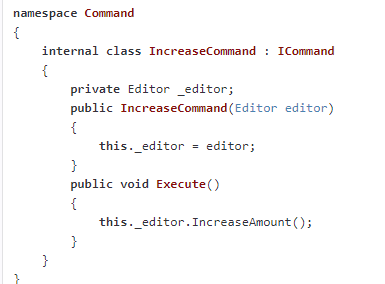 namespace Command
{
    internal class IncreaseCommand : ICommand
    {
        private Editor _editor;
        public IncreaseCommand(Editor editor)
        {
            this._editor = editor;
        }
        public void Execute()
        {
            this._editor.IncreaseAmount();
        }
    }
}